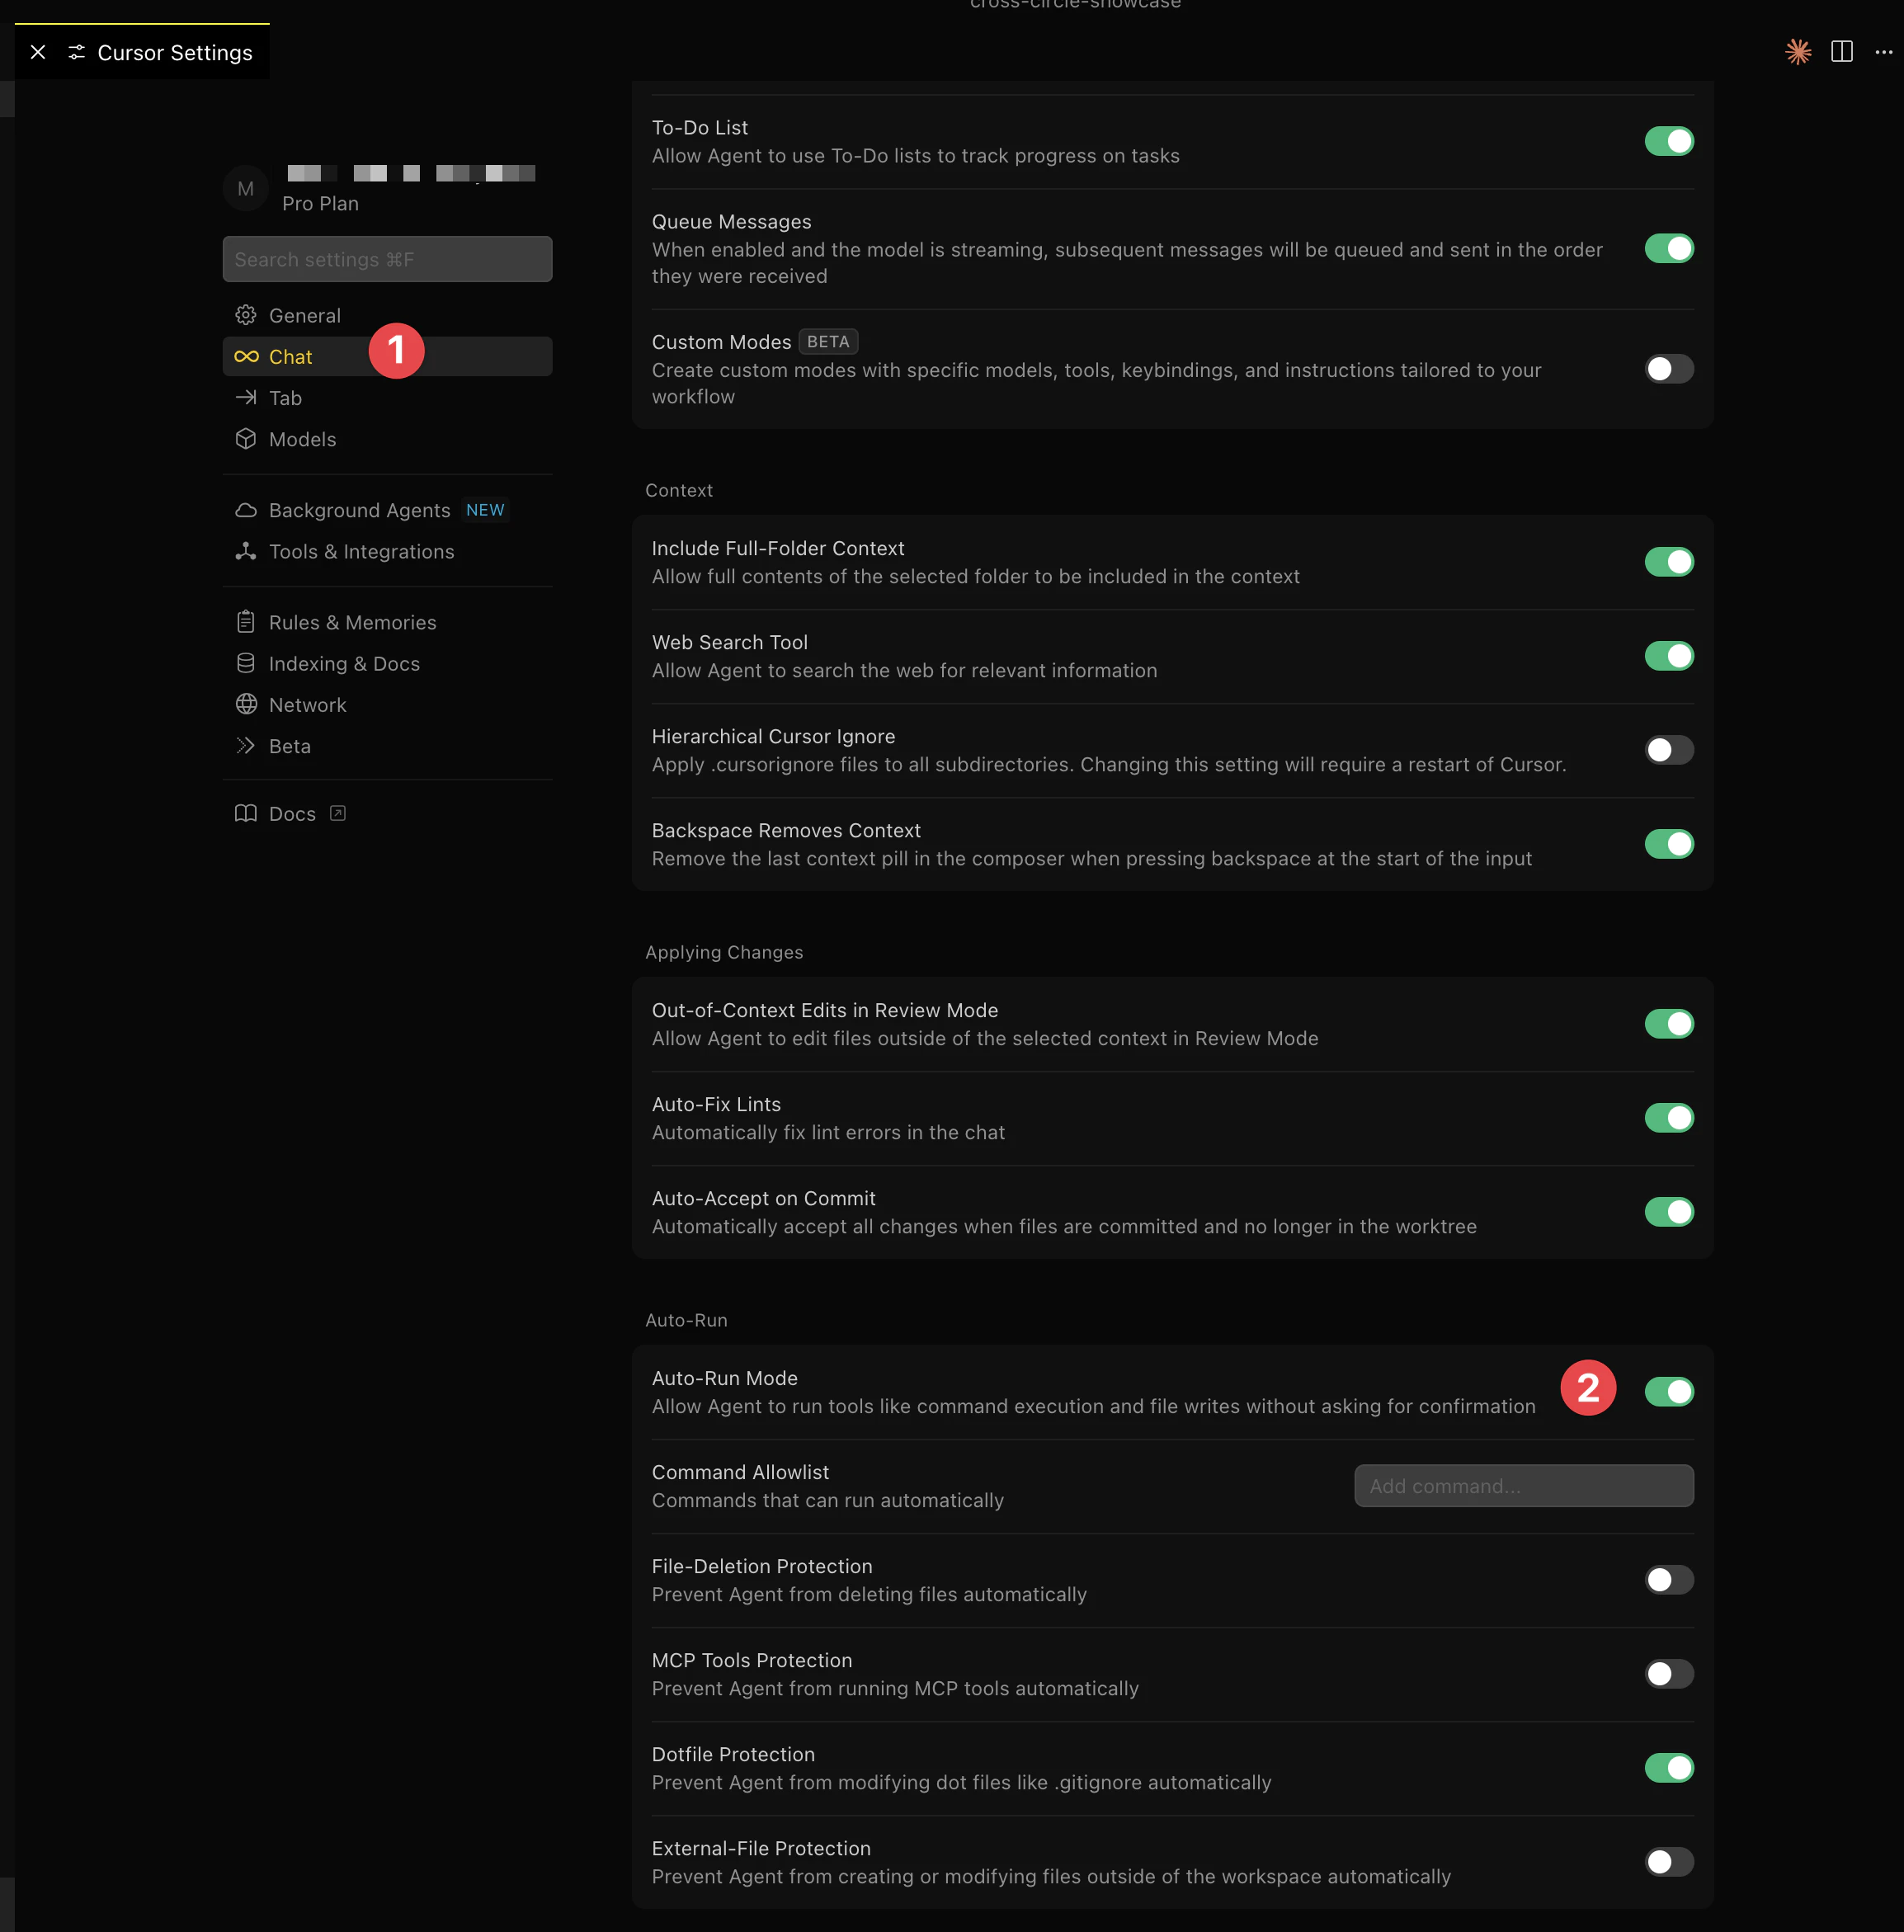 cross-circle-showcase
Cursor Settings
M
Pro Plan
Search settings ⌘F
General
Chat
1
Tab
Models
Background Agents NEW
Tools & Integrations
Rules & Memories
Indexing & Docs
Network
Beta
Docs
To-Do List
Allow Agent to use To-Do lists to track progress on tasks
Queue Messages
When enabled and the model is streaming, subsequent messages will be queued and sent in the order
they were received
Custom Modes BETA
Create custom modes with specific models, tools, keybindings, and instructions tailored to your
workflow
Context
Include Full-Folder Context
Allow full contents of the selected folder to be included in the context
Web Search Tool
Allow Agent to search the web for relevant information
Hierarchical Cursor Ignore
Apply .cursorignore files to all subdirectories. Changing this setting will require a restart of Cursor.
Backspace Removes Context
Remove the last context pill in the composer when pressing backspace at the start of the input
Applying Changes
Out-of-Context Edits in Review Mode
Allow Agent to edit files outside of the selected context in Review Mode
Auto-Fix Lints
Automatically fix lint errors in the chat
Auto-Accept on Commit
Automatically accept all changes when files are committed and no longer in the worktree
Auto-Run
Auto-Run Mode
Allow Agent to run tools like command execution and file writes without asking for confirmation
2
Command Allowlist
Commands that can run automatically
Add command...
File-Deletion Protection
Prevent Agent from deleting files automatically
MCP Tools Protection
Prevent Agent from running MCP tools automatically
Dotfile Protection
Prevent Agent from modifying dot files like .gitignore automatically
External-File Protection
Prevent Agent from creating or modifying files outside of the workspace automatically